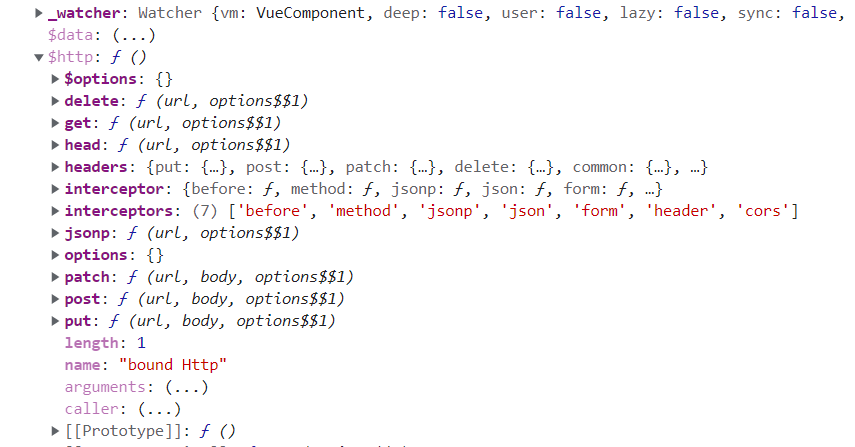 _watcher: Watcher {vm: VueComponent, deep: false, user: false, lazy: false, sync: false,
$data: (...)
$http: ƒ ()
$options: {}
delete: ƒ (url, options$$1)
get: ƒ (url, options$$1)
head: ƒ (url, options$$1)
headers: {put: {…}, post: {…}, patch: {…}, delete: {…}, common: {…}, …}
interceptor: {before: ƒ, method: ƒ, jsonp: ƒ, json: ƒ, form: ƒ, …}
interceptors: (7) ['before', 'method', 'jsonp', 'json', 'form', 'header', 'cors']
jsonp: ƒ (url, options$$1)
options: {}
patch: ƒ (url, body, options$$1)
post: ƒ (url, body, options$$1)
put: ƒ (url, body, options$$1)
length: 1
name: "bound Http"
arguments: (...)
caller: (...)
[[Prototype]]: ƒ ()